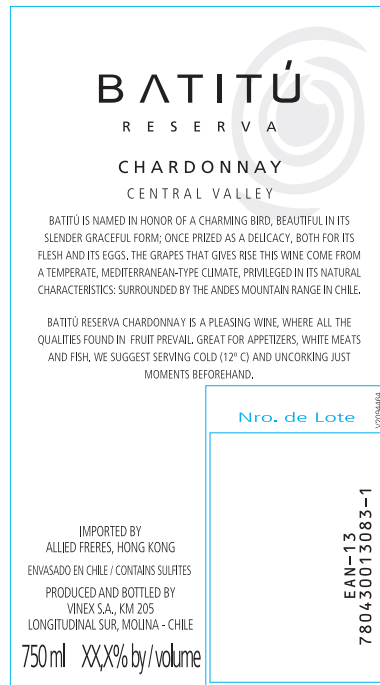 BATITÚ
RESERVA
CHARDONNAY
CENTRAL VALLEY
BATITÚ IS NAMED IN HONOR OF A CHARMING BIRD, BEAUTIFUL IN ITS
SLENDER GRACEFUL FORM; ONCE PRIZED AS A DELICACY, BOTH FOR ITS
FLESH AND ITS EGGS. THE GRAPES THAT GIVES RISE THIS WINE COME FROM
A TEMPERATE, MEDITERRANEAN-TYPE CLIMATE, PRIVILEGED IN ITS NATURAL
CHARACTERISTICS: SURROUNDED BY THE ANDES MOUNTAIN RANGE IN CHILE.
BATITÚ RESERVA CHARDONNAY IS A PLEASING WINE, WHERE ALL THE
QUALITIES FOUND IN FRUIT PREVAIL. GREAT FOR APPETIZERS, WHITE MEATS
AND FISH, WE SUGGEST SERVING COLD (12º C) AND UNCORKING JUST
MOMENTS BEFOREHAND.
Nro. de Lote
EAN-13
780430013083-1
IMPORTED BY
ALLIED FRERES, HONG KONG
ENVASADO EN CHILE / CONTAINS SULFITES
PRODUCED AND BOTTLED BY
VINEX S.A., KM 205
LONGITUDINAL SUR, MOLINA - CHILE
750 ml XX,X% by / volume